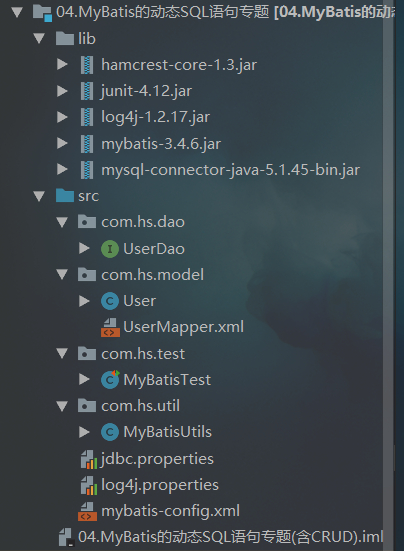 04.MyBatis的动态SQL语句专题 [04.MyBatis的动
lib
hamcrest-core-1.3.jar
junit-4.12.jar
log4j-1.2.17.jar
mybatis-3.4.6.jar
mysql-connector-java-5.1.45-bin.jar
src
com.hs.dao
I UserDao
com.hs.model
C User
UserMapper.xml
com.hs.test
C MyBatisTest
com.hs.util
C MyBatisUtils
jdbc.properties
log4j.properties
mybatis-config.xml
04.MyBatis的动态SQL语句专题(含CRUD).iml